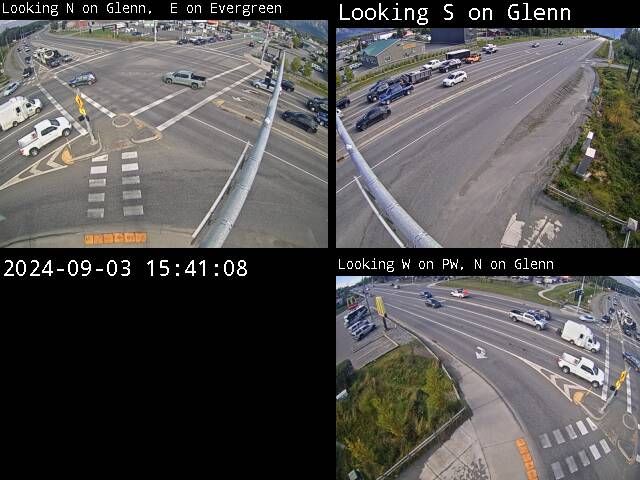 Looking N on Glenn,  E on Evergreen
Looking S on Glenn
2024-09-03 15:41:08
Looking W on PW, N on Glenn